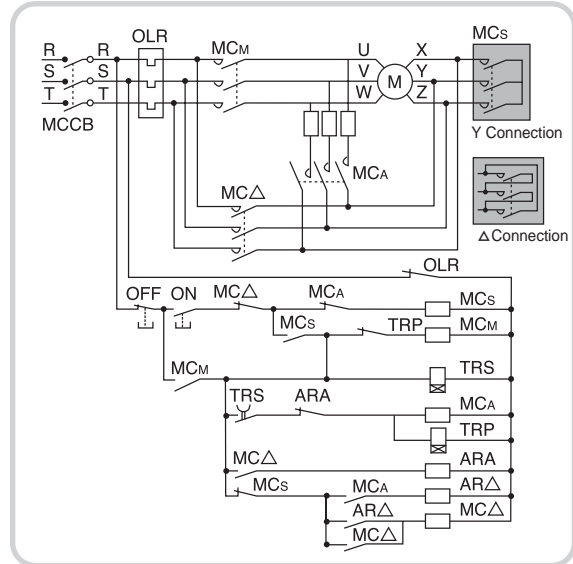 OLR MCM U X MCS
R R
S S V Y
T T W M Z
MCCB
Y Connection
MCA
MC△
△Connection
OLR
OFF ON MC△ MCA MCS
MCS TRP MCM
MCM TRS
TRS ARA MCA
TRP
MC△ ARA
MCS MCA AR△
AR△ MC△
MC△